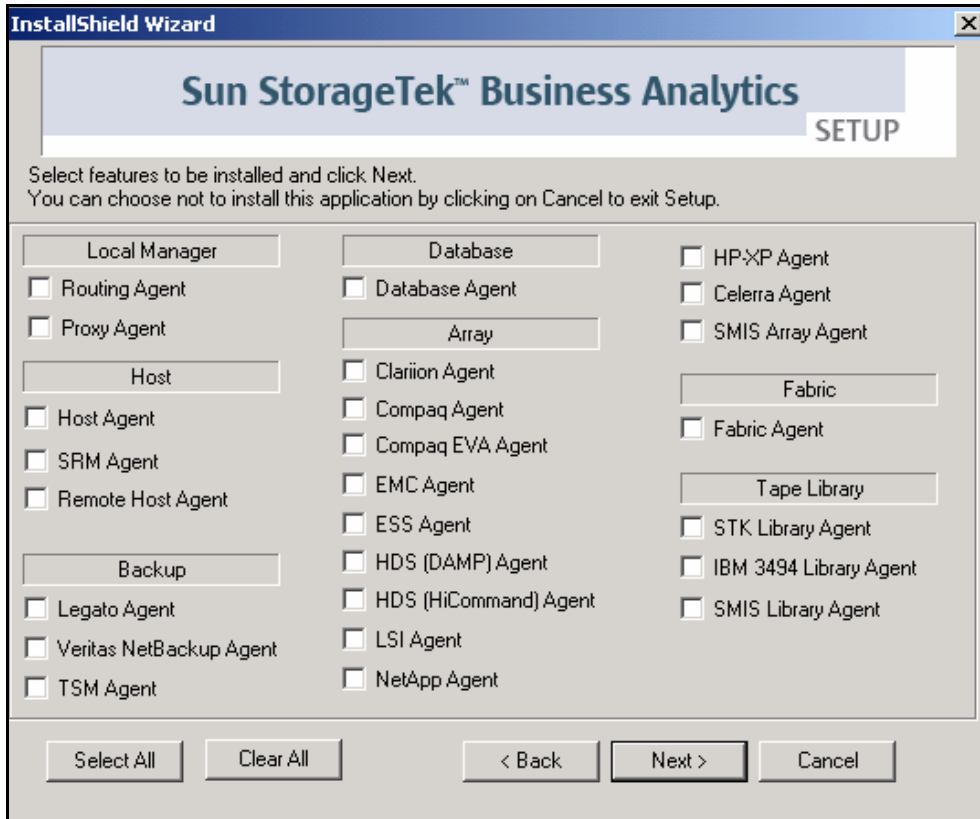 InstallShield Wizard
Sun StorageTek™ Business Analytics
SETUP
Select features to be installed and click Next.
You can choose not to install this application by clicking on Cancel to exit Setup.
Local Manager
Routing Agent
Proxy Agent
Host
Host Agent
SRM Agent
Remote Host Agent
Backup
Legato Agent
Veritas NetBackup Agent
TSM Agent
Database
Database Agent
Array
Clariion Agent
Compaq Agent
Compaq EVA Agent
EMC Agent
ESS Agent
HDS (DAMP) Agent
HDS (HiCommand) Agent
LSI Agent
NetApp Agent
HP-XP Agent
Celerra Agent
SMIS Array Agent
Fabric
Fabric Agent
Tape Library
STK Library Agent
IBM 3494 Library Agent
SMIS Library Agent
Select All
Clear All
< Back
Next >
Cancel